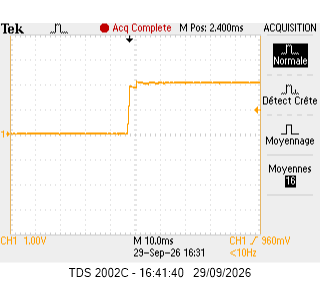 Tek Acq Complete M Pos: 2.400ms ACQUISITION
Normale
Détect Crête
Moyennage
Moyennes
16
1
CH1 1.00V M 10.0ms CH1 960mV
29-Sep-26 16:31 <10Hz
TDS 2002C - 16:41:40 29/09/2026